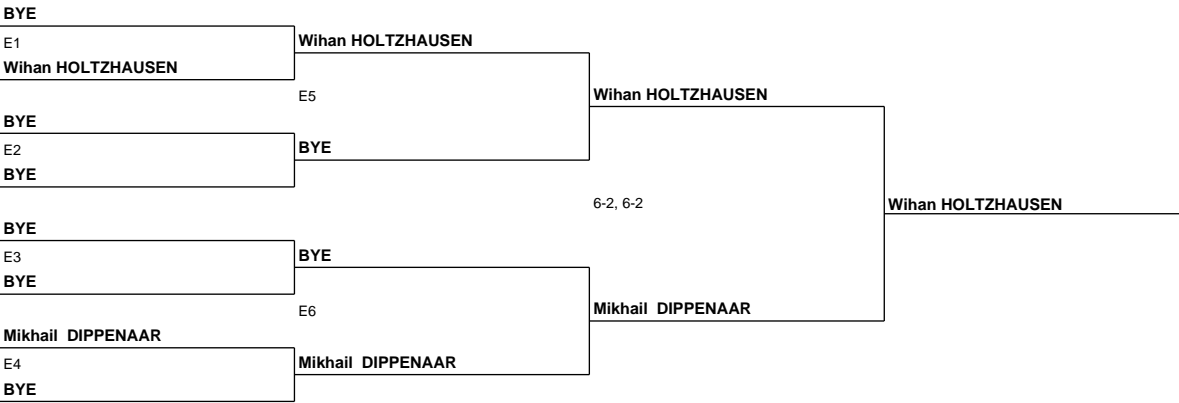 BYE
E1
Wihan HOLTZHAUSEN
Wihan HOLTZHAUSEN
E5
Wihan HOLTZHAUSEN
BYE
E2
BYE
BYE
6-2, 6-2
Wihan HOLTZHAUSEN
BYE
E3
BYE
BYE
E6
Mikhail  DIPPENAAR
Mikhail  DIPPENAAR
E4
Mikhail  DIPPENAAR
BYE